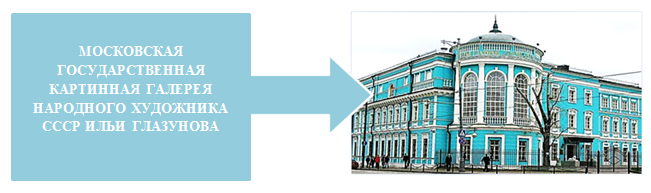 МОСКОВСКАЯ
ГОСУДАРСТВЕННАЯ
КАРТИННАЯ ГАЛЕРЕЯ
НАРОДНОГО ХУДОЖНИКА
СССР ИЛЬИ ГЛАЗУНОВА